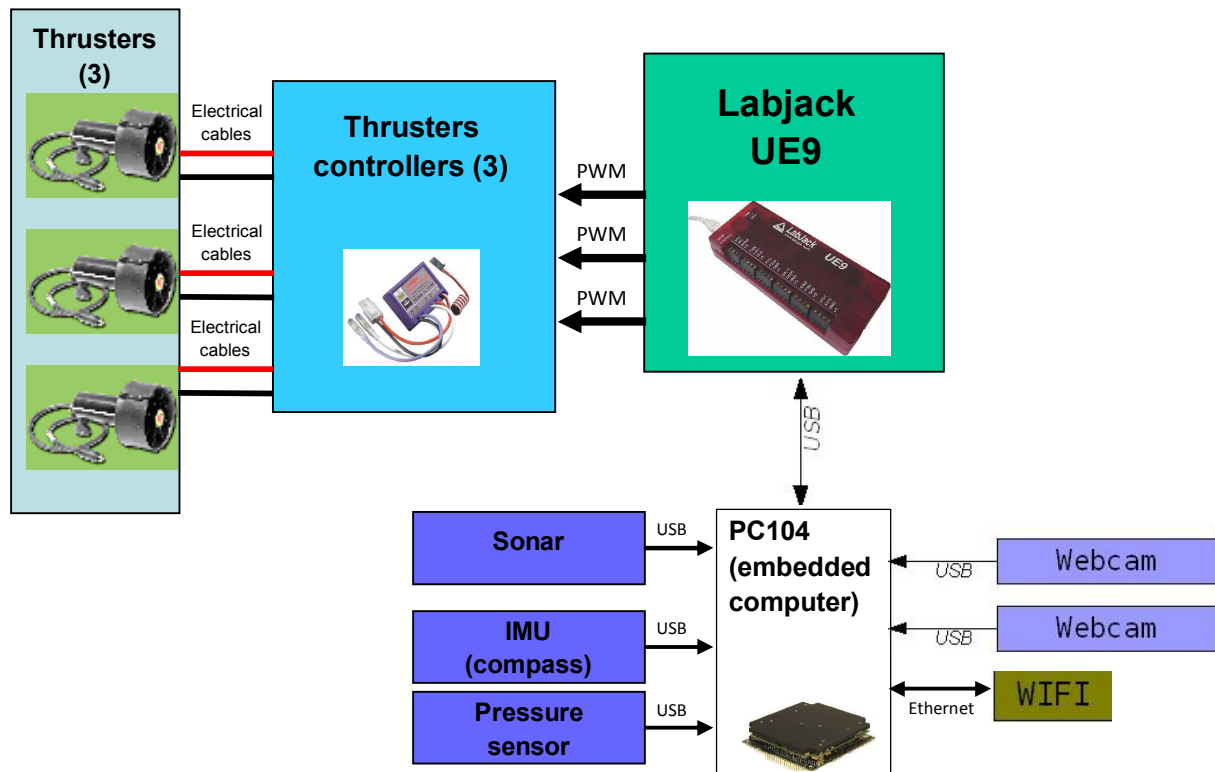 Thrusters
(3)
Electrical
cables
Electrical
cables
Electrical
cables
Thrusters
controllers (3)
PWM
PWM
PWM
Labjack
UE9
LabJack
UE9
USB
Sonar
USB
IMU
(compass)
USB
Pressure
sensor
USB
PC104
(embedded
computer)
USB
Webcam
USB
Webcam
Ethernet
WIFI